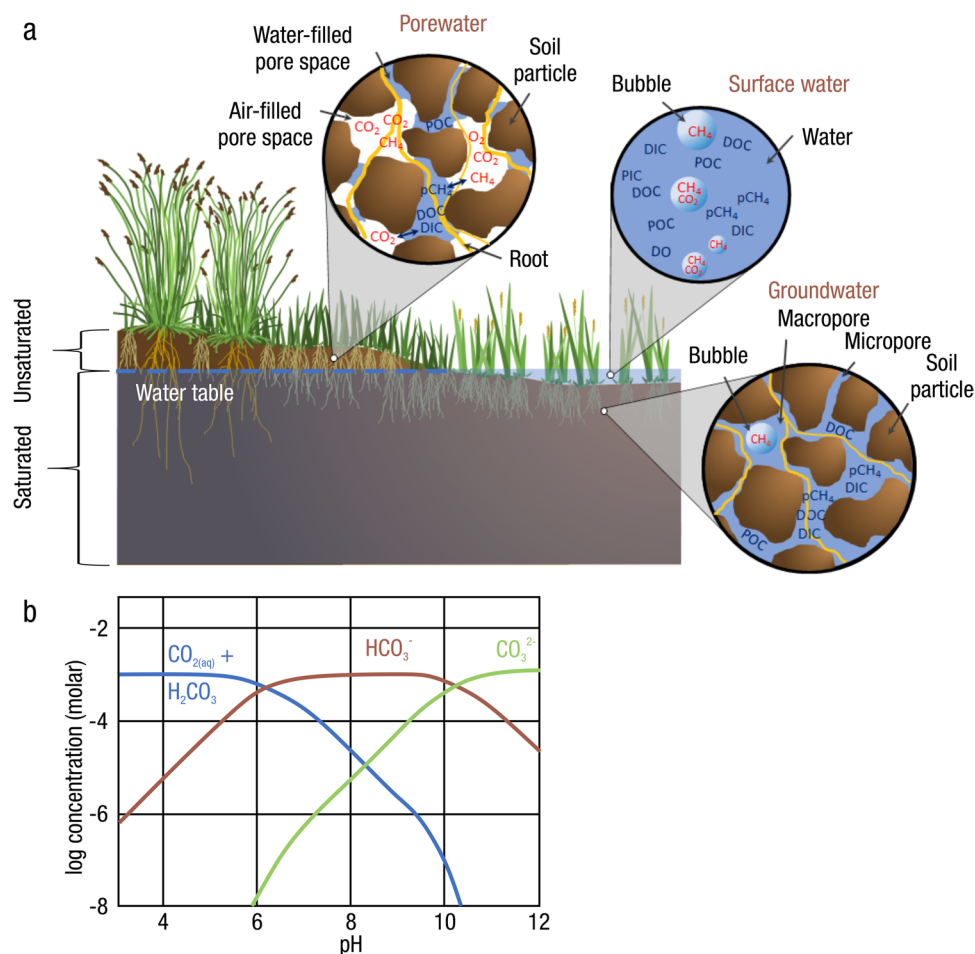 a
Porewater
Water-filled
pore space
Soil
particle
Air-filled
pore space
CO₂
CO₂
CH₄
POC
O₂
CO₂
CH₄
pCH₄
DOC
DIC
CO₂
Root
Bubble
Surface water
Water
CH₄
DIC
DOC
POC
PIC
DOC
CH₄
CO₂
pCH₄
pCH₄
POC
DIC
DO
CH₄
CH₄
CO₂
Groundwater
Macropore
Micropore
Bubble
Soil
particle
CH₄
DOC
pCH₄
DIC
pCH₄
DOC
DIC
POC
Unsaturated
Saturated
Water table
b
log concentration (molar)
-2
-4
-6
-8
CO₂(aq) +
H₂CO₃
HCO₃⁻
CO₃²⁻
4
6
8
10
12
pH